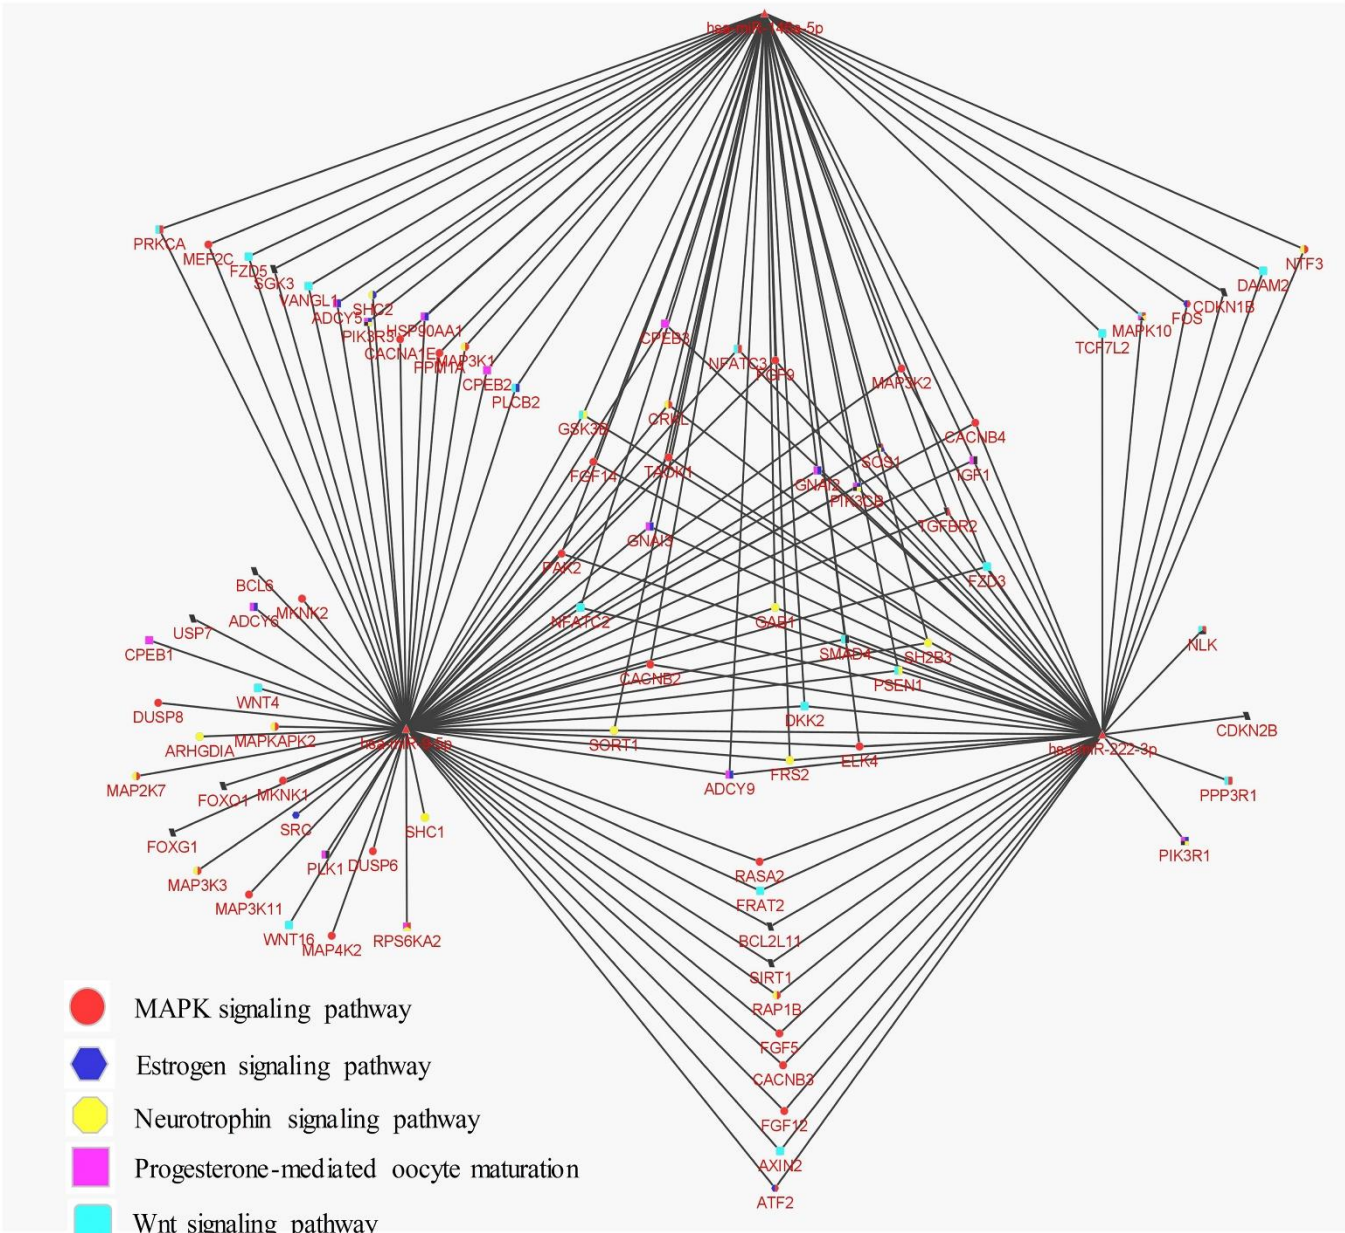 PRKCA
MEF2C
FZD5
SGK3
VANGL1
ADCY5
SHC2
HSP90AA1
CACNA1E
PPM1A
MAP3K1
CPEB2
PLCB2
CPEB3
NFATC3
FGF9
MAP3K2
TCF7L2
MAPK10
FOS
CDKN1B
DAAM2
NTF3
GSK3B
CRKL
CACNB4
FGF14
TAOK1
SOS1
IGF1
GNAI2
PIK3CB
TGFBR2
GNAI3
PAK2
FZD3
NFATC2
GAB1
SMAD4
SH2B3
PSEN1
CACNB2
DKK2
SORT1
ELK4
FRS2
ADCY9
BCL6
MKNK2
ADCY6
USP7
CPEB1
WNT4
DUSP8
MAPKAPK2
ARHGDIA
MAP2K7
FOXO1
MKNK1
SRC
SHC1
FOXG1
PLK1
DUSP6
MAP3K3
MAP3K11
WNT16
MAP4K2
RPS6KA2
NLK
CDKN2B
hsa-miR-222-3p
PPP3R1
PIK3R1
RASA2
FRAT2
BCL2L11
SIRT1
RAP1B
FGF5
CACNB3
FGF12
AXIN2
ATF2
MAPK signaling pathway
Estrogen signaling pathway
Neurotrophin signaling pathway
Progesterone-mediated oocyte maturation
Wnt signaling pathway